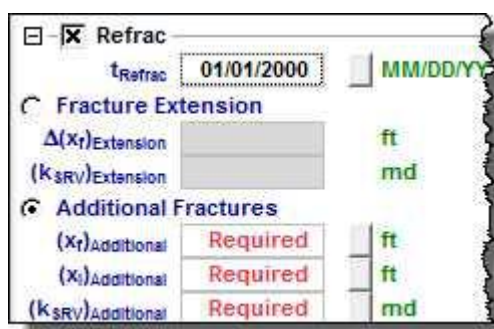 Refrac
tRefrac 01/01/2000 MM/DD/YY
Fracture Extension
Δ(xf)Extension ft
(kSRV)Extension md
Additional Fractures
(xf)Additional Required ft
(xi)Additional Required ft
(kSRV)Additional Required md